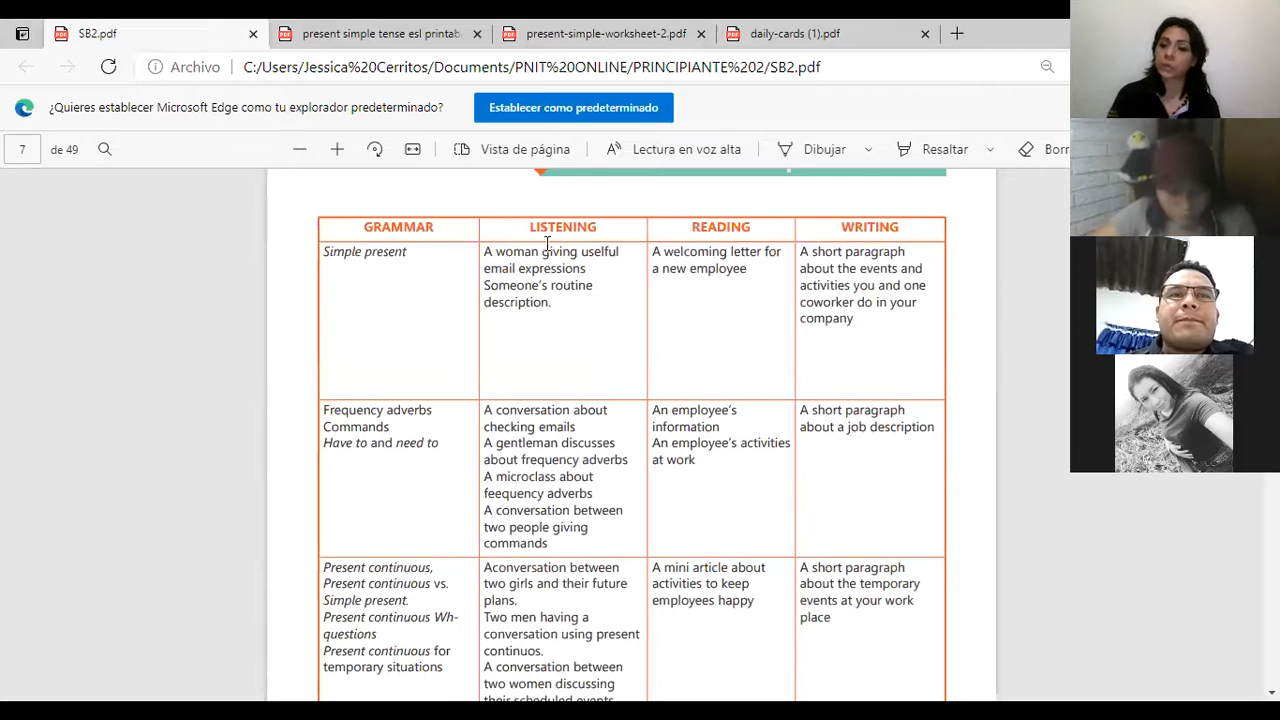 SB2.pdf
present simple tense esl printab
present-simple-worksheet-2.pdf
daily-cards (1).pdf
Archivo C:/Users/Jessica%20Cerritos/Documents/PNIT%20ONLINE/PRINCIPIANTE%202/SB2.pdf
¿Quieres establecer Microsoft Edge como tu explorador predeterminado?
Establecer como predeterminado
7 de 49
Vista de página
Lectura en voz alta
Dibujar
Resaltar
Borr
GRAMMAR
LISTENING
READING
WRITING
Simple present
A woman giving uselful
email expressions
Someone's routine
description.
A welcoming letter for
a new employee
A short paragraph
about the events and
activities you and one
coworker do in your
company
Frequency adverbs
Commands
Have to and need to
A conversation about
checking emails
A gentleman discusses
about frequency adverbs
A microclass about
feequency adverbs
A conversation between
two people giving
commands
An employee's
information
An employee's activities
at work
A short paragraph
about a job description
Present continuous,
Present continuous vs.
Simple present.
Present continuous Wh-
questions
Present continuous for
temporary situations
Aconversation between
two girls and their future
plans.
Two men having a
conversation using present
continuos.
A conversation between
two women discussing
their scheduled events
A mini article about
activities to keep
employees happy
A short paragraph
about the temporary
events at your work
place